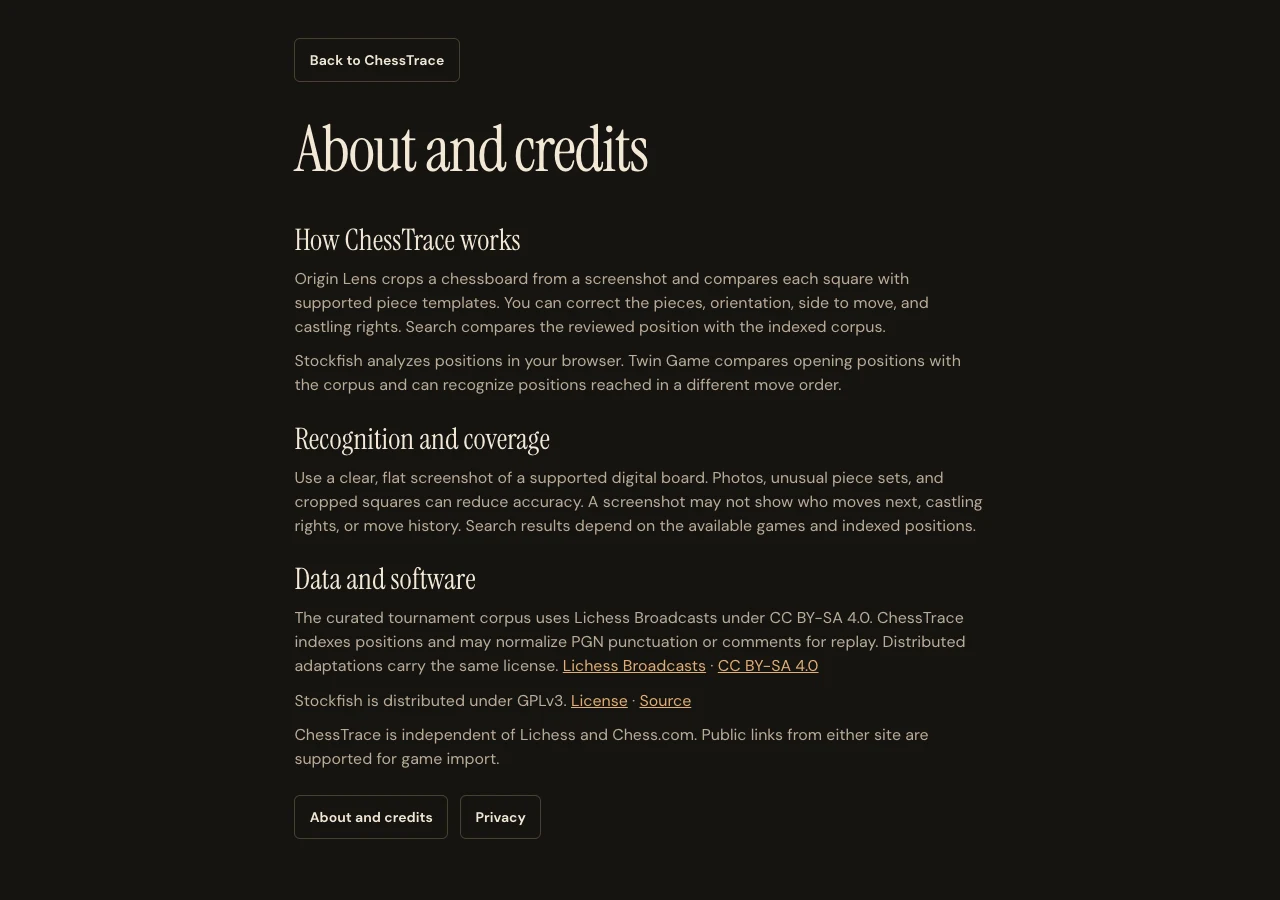 Back to ChessTrace
About and credits
How ChessTrace works
Origin Lens crops a chessboard from a screenshot and compares each square with
supported piece templates. You can correct the pieces, orientation, side to move, and
castling rights. Search compares the reviewed position with the indexed corpus.
Stockfish analyzes positions in your browser. Twin Game compares opening positions with
the corpus and can recognize positions reached in a different move order.
Recognition and coverage
Use a clear, flat screenshot of a supported digital board. Photos, unusual piece sets, and
cropped squares can reduce accuracy. A screenshot may not show who moves next, castling
rights, or move history. Search results depend on the available games and indexed positions.
Data and software
The curated tournament corpus uses Lichess Broadcasts under CC BY-SA 4.0. ChessTrace
indexes positions and may normalize PGN punctuation or comments for replay. Distributed
adaptations carry the same license. Lichess Broadcasts · CC BY-SA 4.0
Stockfish is distributed under GPLv3. License · Source
ChessTrace is independent of Lichess and Chess.com. Public links from either site are
supported for game import.
About and credits Privacy